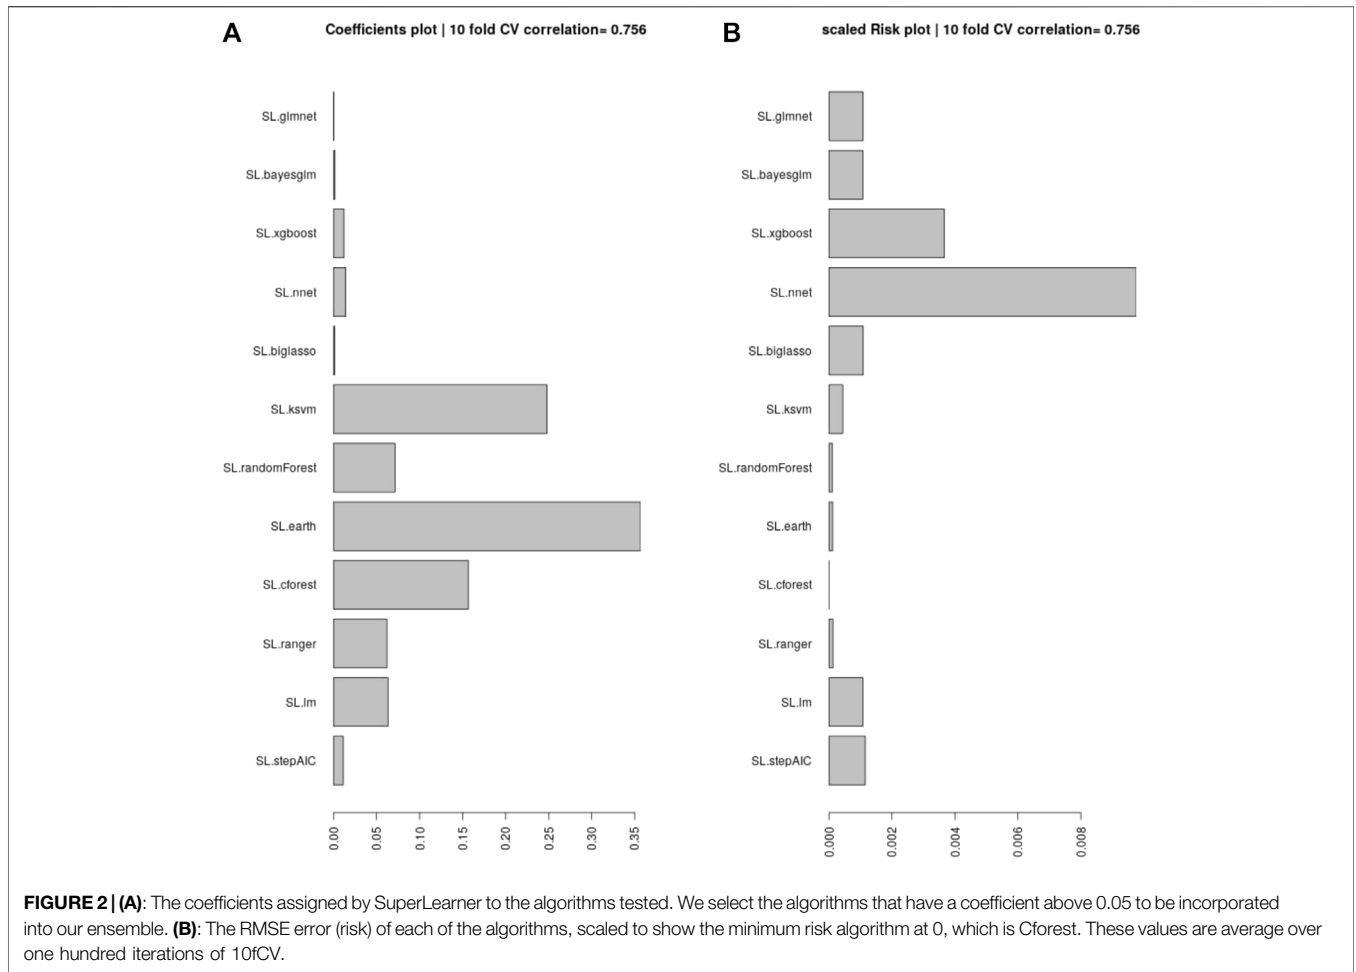 A
Coefficients plot | 10 fold CV correlation= 0.756
SL.glmnet
SL.bayesglm
SL.xgboost
SL.nnet
SL.biglasso
SL.ksvm
SL.randomForest
SL.earth
SL.cforest
SL.ranger
SL.lm
SL.stepAIC
0.00
0.05
0.10
0.15
0.20
0.25
0.30
0.35
B
scaled Risk plot | 10 fold CV correlation= 0.756
SL.glmnet
SL.bayesglm
SL.xgboost
SL.nnet
SL.biglasso
SL.ksvm
SL.randomForest
SL.earth
SL.cforest
SL.ranger
SL.lm
SL.stepAIC
0.000
0.002
0.004
0.006
0.008
FIGURE 2 | (A): The coefficients assigned by SuperLearner to the algorithms tested. We select the algorithms that have a coefficient above 0.05 to be incorporated
into our ensemble. (B): The RMSE error (risk) of each of the algorithms, scaled to show the minimum risk algorithm at 0, which is Cforest. These values are average over
one hundred iterations of 10fCV.